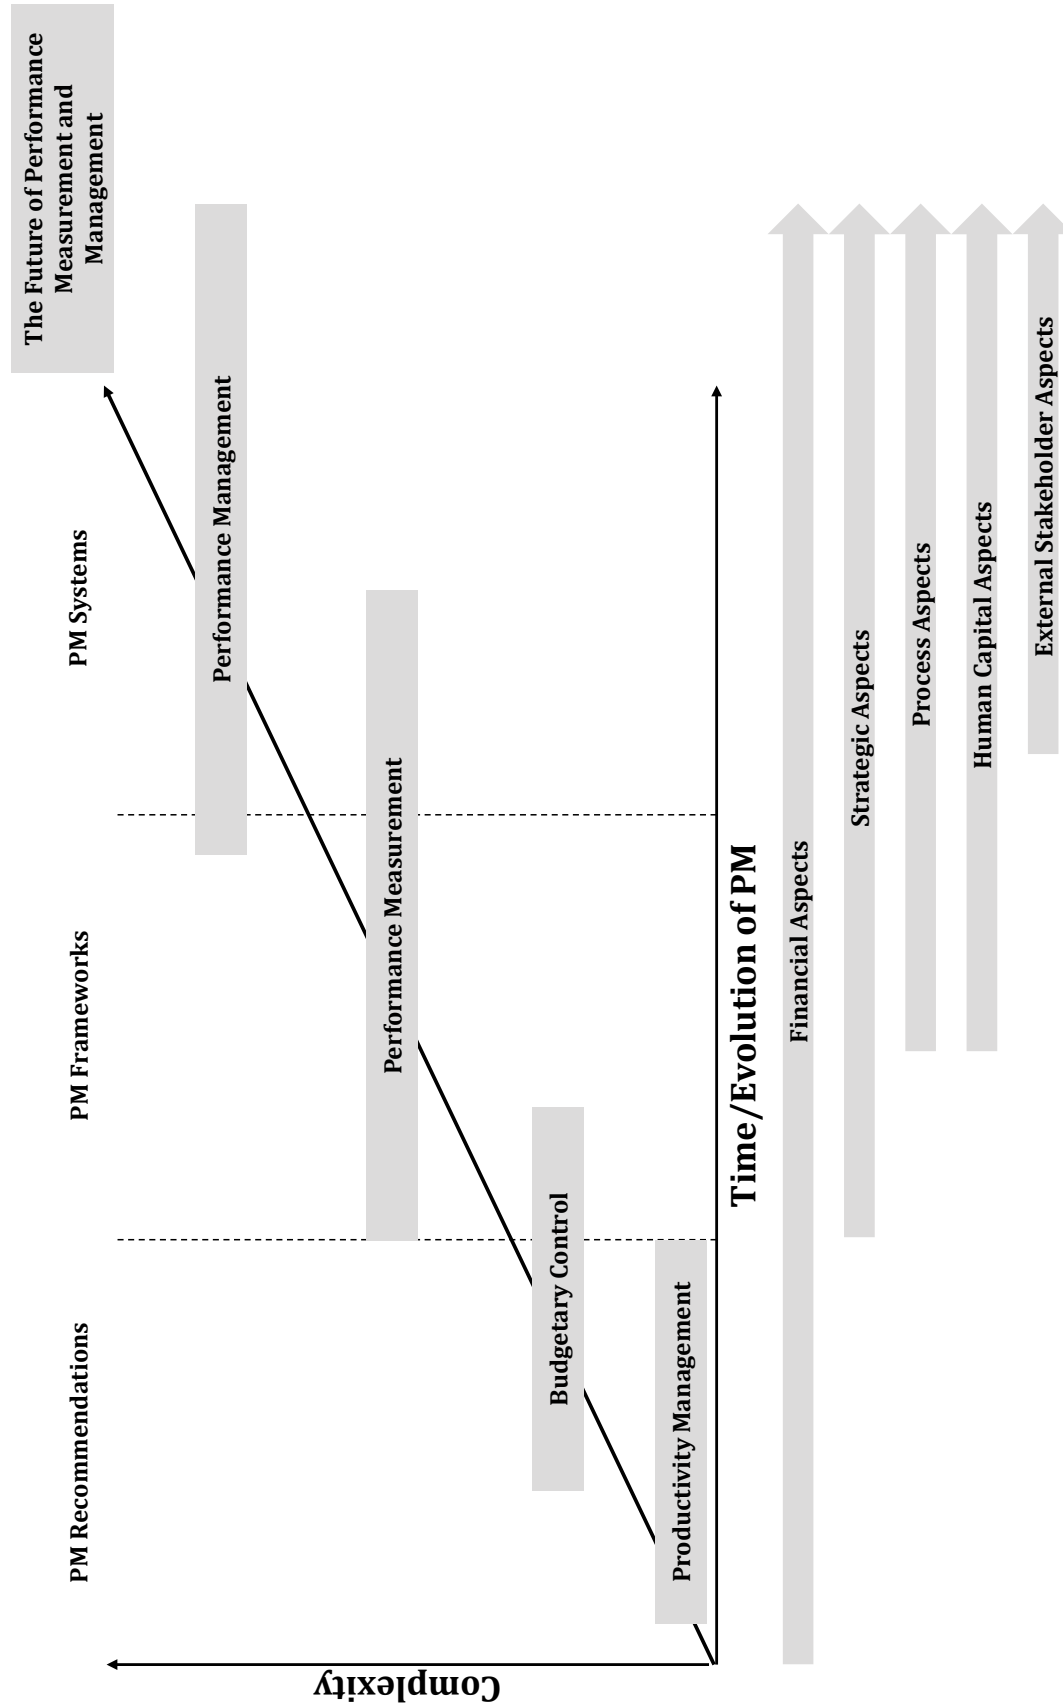 PM Recommendations
PM Frameworks
PM Systems
The Future of Performance
Measurement and
Management
Performance Management
Performance Measurement
Budgetary Control
Productivity Management
Complexity
Time/Evolution of PM
Financial Aspects
Strategic Aspects
Process Aspects
Human Capital Aspects
External Stakeholder Aspects